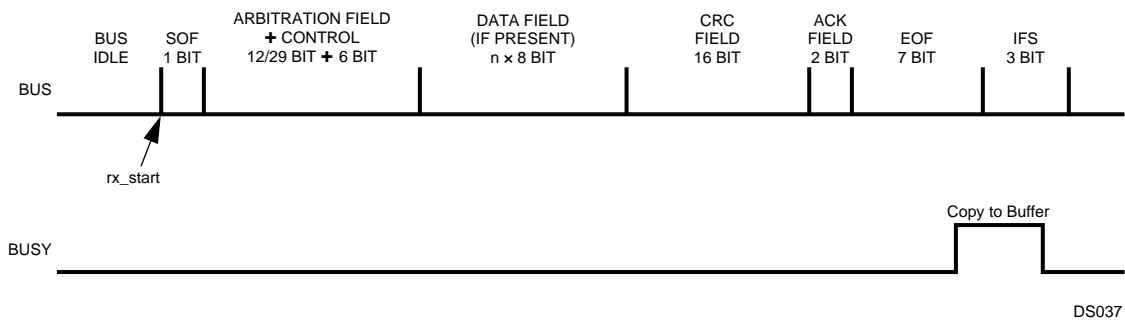 BUS
IDLE
SOF
1 BIT
ARBITRATION FIELD
+ CONTROL
12/29 BIT + 6 BIT
DATA FIELD
(IF PRESENT)
n × 8 BIT
CRC
FIELD
16 BIT
ACK
FIELD
2 BIT
EOF
7 BIT
IFS
3 BIT
BUS
rx_start
Copy to Buffer
BUSY
DS037